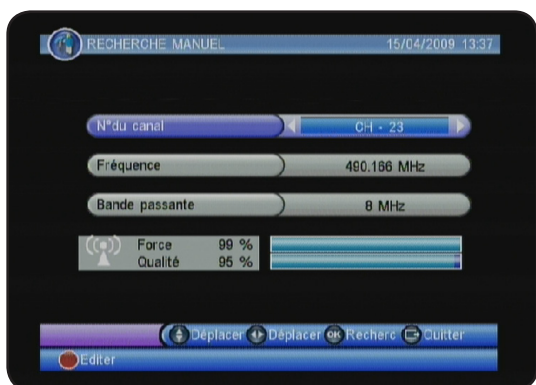 RECHERCHE MANUEL 15/04/2009 13:37
N°du canal CH - 23
Fréquence 490.166 MHz
Bande passante 8 MHz
Force 99 %
Qualité 95 %
Déplacer Déplacer OK Recherc Quitter
Editer